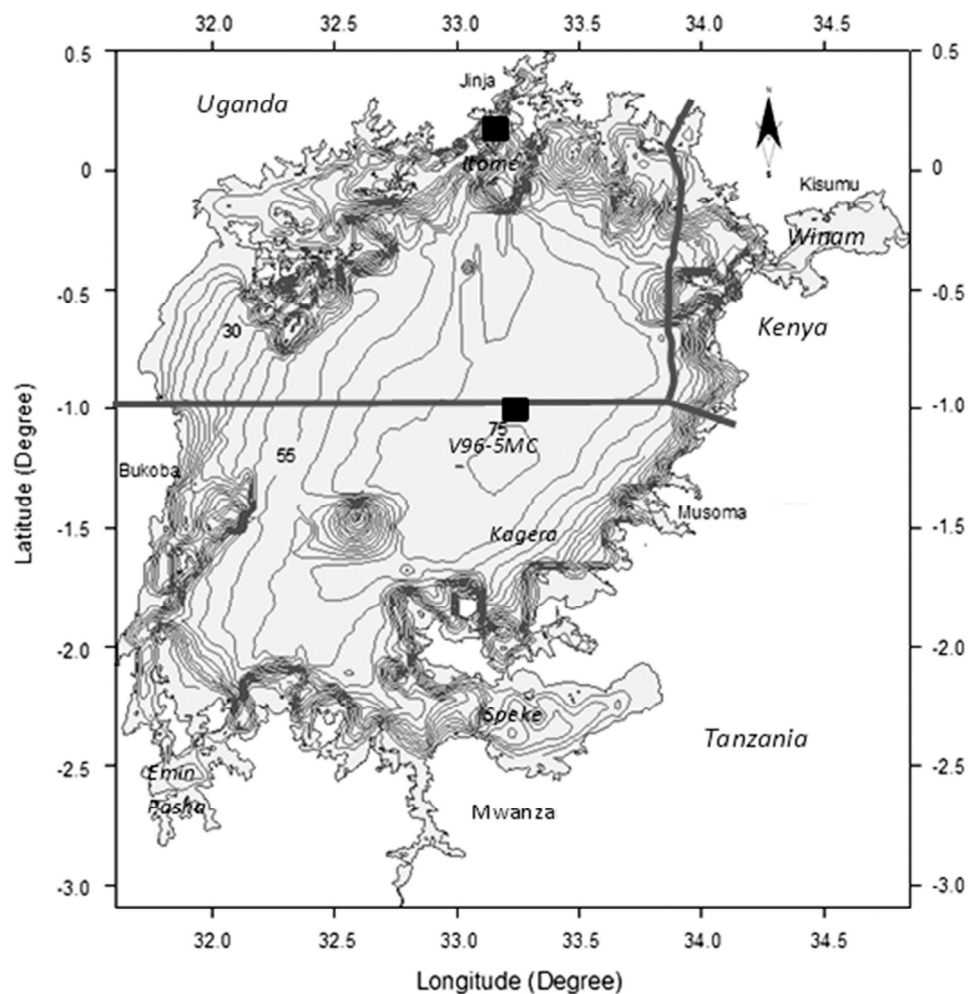 32.0 32.5 33.0 33.5 34.0 34.5
0.5 0.5
Jinja
Uganda
N
Itome
0 0
Kisumu
S
Winam
-0.5 -0.5
30
Kenya
-1.0 -1.0
75
V96-5MC
55
Bukoba
Musoma
-1.5 -1.5
Kagera
Latitude (Degree)
-2.0 -2.0
Speke
Tanzania
-2.5 -2.5
Emin
Pasha
Mwanza
-3.0 -3.0
32.0 32.5 33.0 33.5 34.0 34.5
Longitude (Degree)